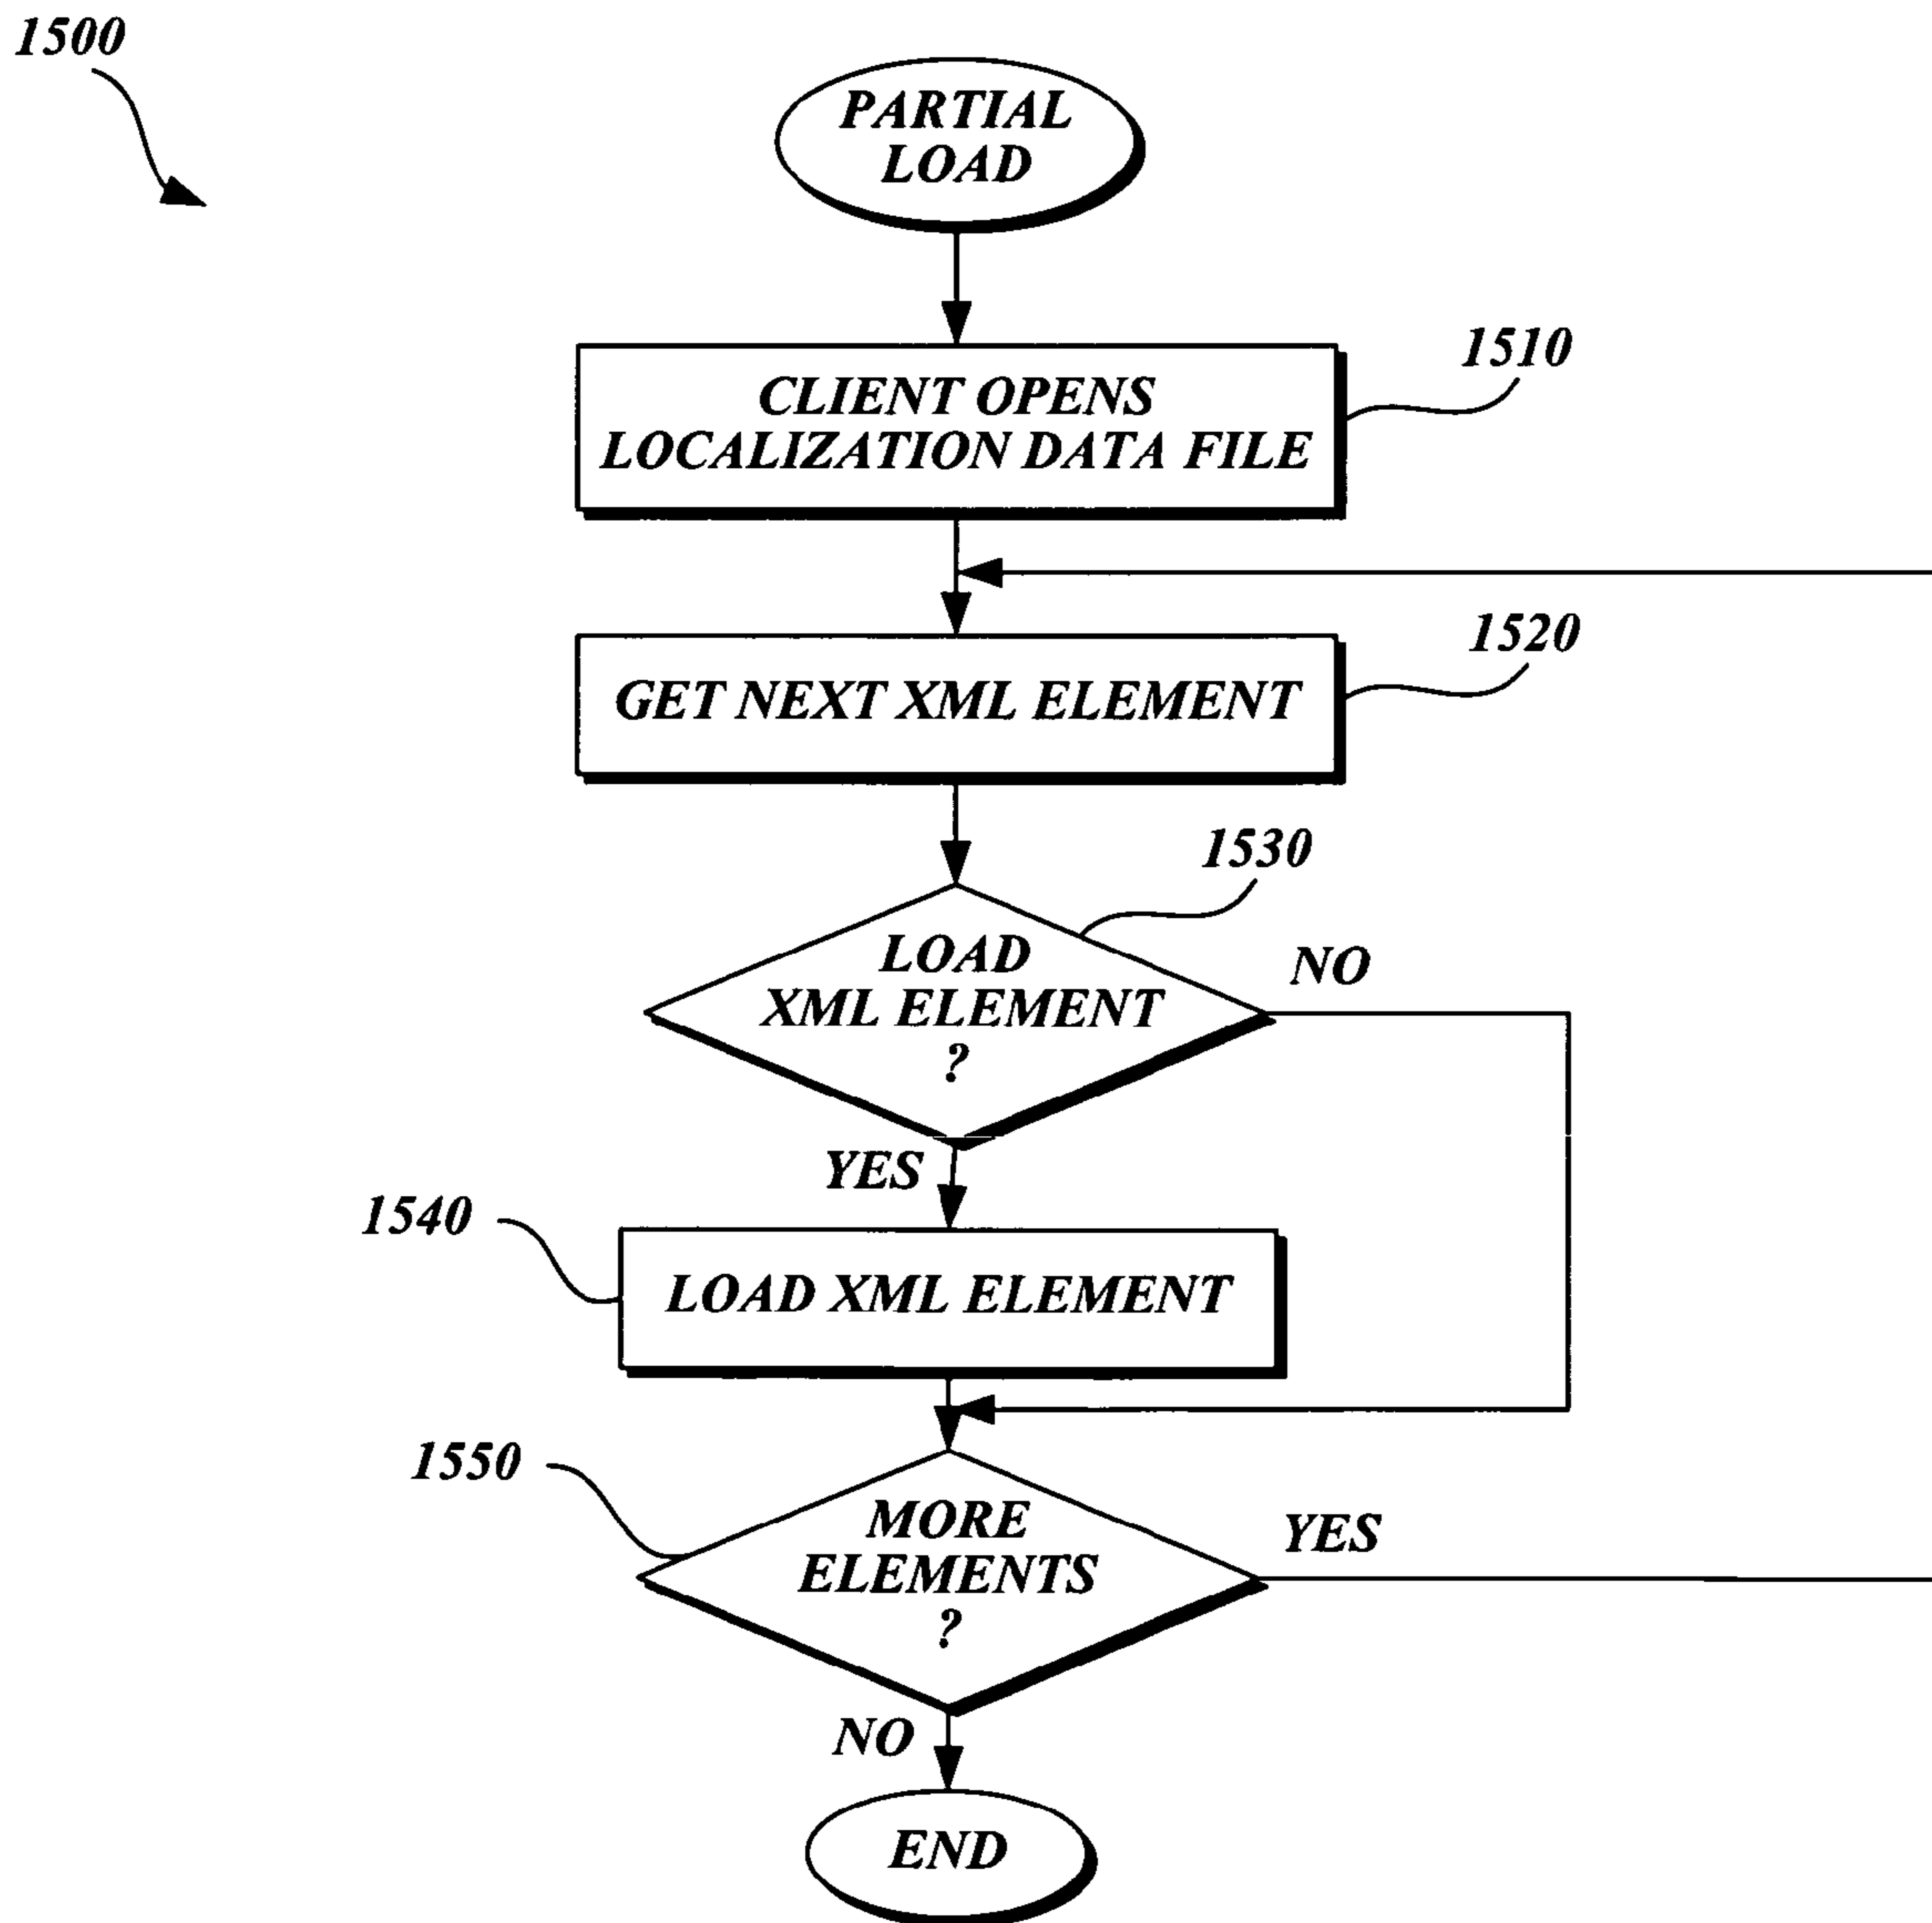 1500
PARTIAL
LOAD
1510
CLIENT OPENS
LOCALIZATION DATA FILE
1520
GET NEXT XML ELEMENT
1530
LOAD
XML ELEMENT
?
NO
YES
1540
LOAD XML ELEMENT
1550
MORE
ELEMENTS
?
YES
NO
END